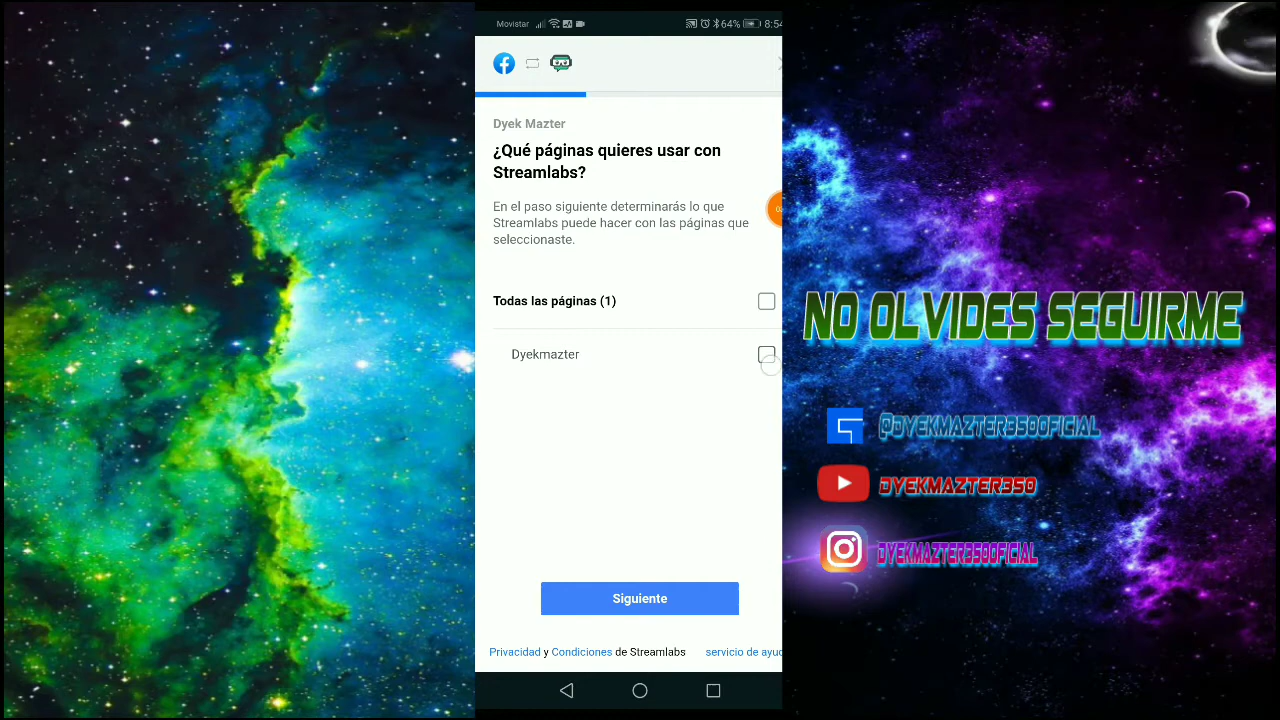 Movistar
64%
8:54
Dyek Mazter
¿Qué páginas quieres usar con
Streamlabs?
En el paso siguiente determinarás lo que
Streamlabs puede hacer con las páginas que
seleccionaste.
Todas las páginas (1)
Dyekmazter
Siguiente
Privacidad y Condiciones de Streamlabs
servicio de
NO OLVIDES SEGUIRME
@DYEKMAZTER350OFICIAL
DYEKMAZTER350
DYEKMAZTER350OFICIAL